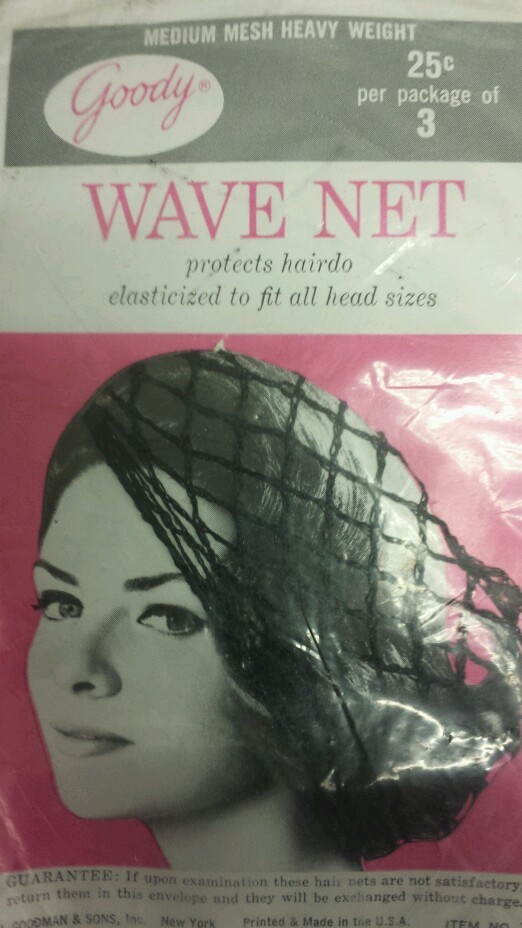 MEDIUM MESH HEAVY WEIGHT
Goody®
25¢
per package of
3
WAVE NET
protects hairdo
elasticized to fit all head sizes
GUARANTEE: If upon examination these hair nets are not satisfactory
return them in this envelope and they will be exchanged without charge.
GOODMAN & SONS, Inc. New York Printed & Made in the U.S.A. ITEM NO